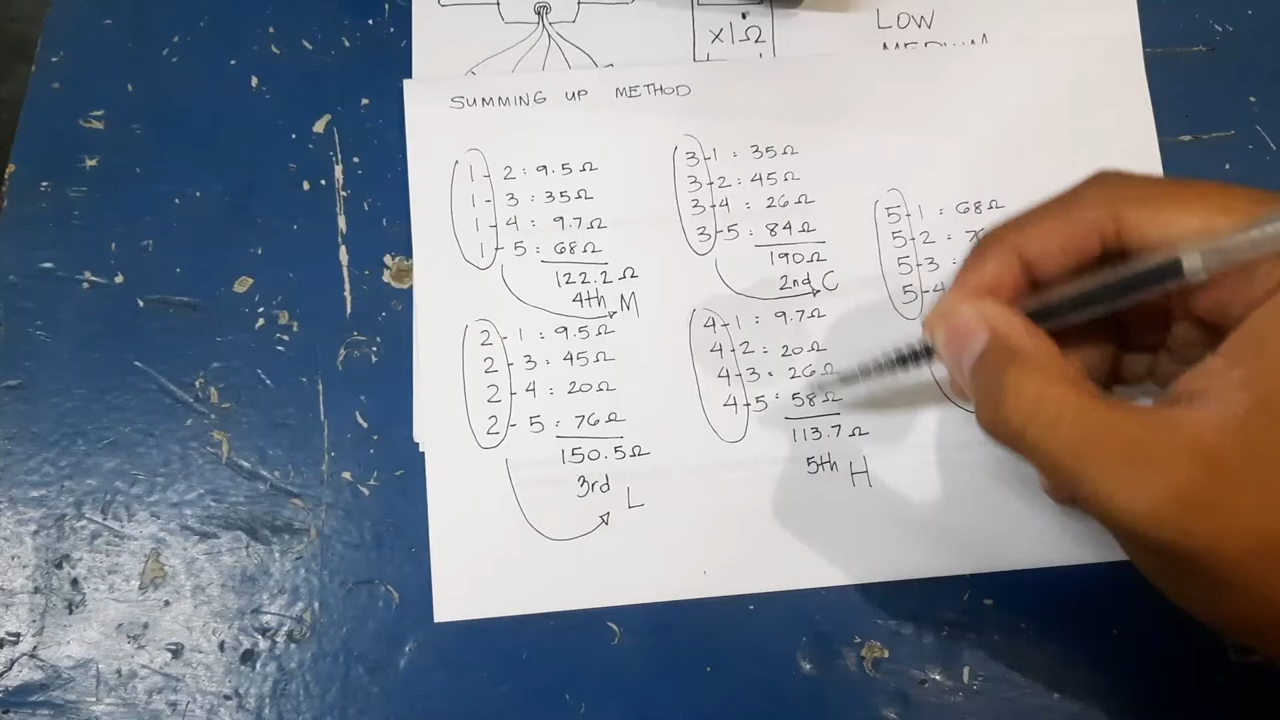 X1Ω
LOW
SUMMING UP METHOD
1-2:9.5Ω
1-3:35Ω
1-4:9.7Ω
1-5:68Ω
122.2Ω
4th M
2-1:9.5Ω
2-3:45Ω
2-4:20Ω
2-5:76Ω
150.5Ω
3rd L
3-1:35Ω
3-2:45Ω
3-4:26Ω
3-5:84Ω
190Ω
2nd C
4-1:9.7Ω
4-2:20Ω
4-3:26Ω
4-5:58Ω
113.7Ω
5th H
5-1:68Ω
5-2:
5-3:
5-4